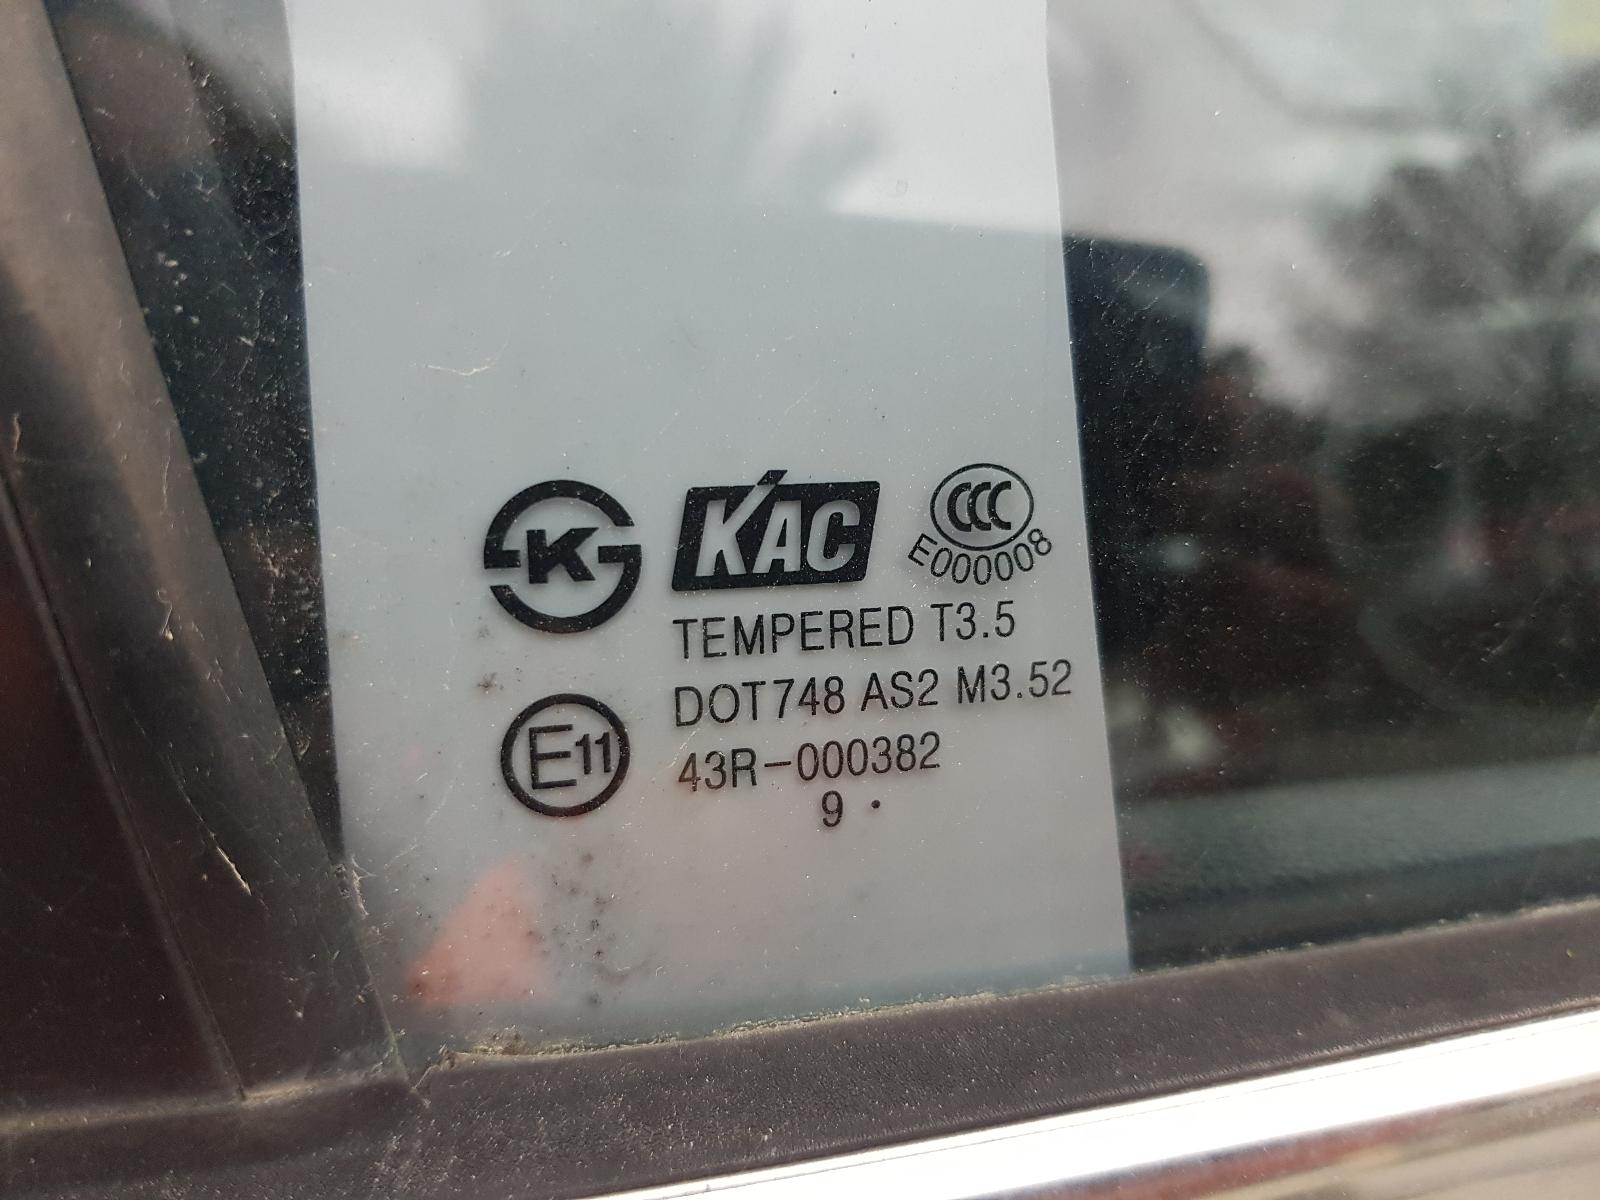 K
KAC
CCC
E000008
TEMPERED T3.5
DOT748 AS2 M3.52
E11
43R-000382
9 .